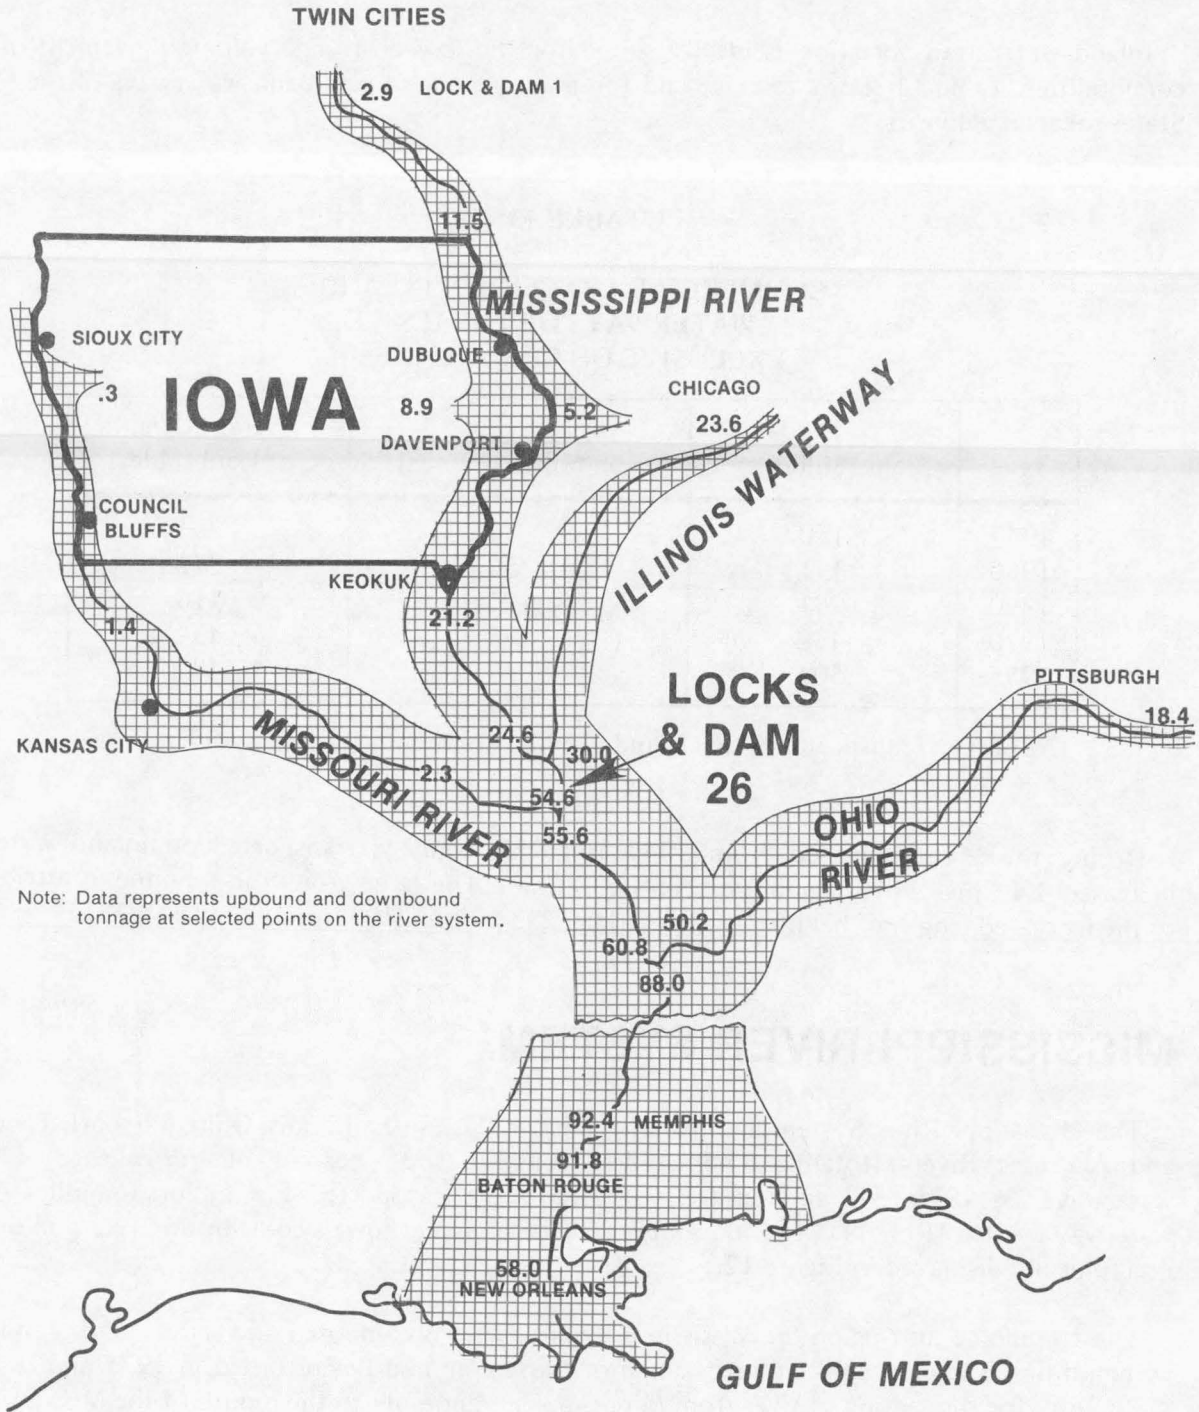 TWIN CITIES
2.9 LOCK & DAM 1
11.5
MISSISSIPPI RIVER
SIOUX CITY
DUBUQUE
.3
IOWA
8.9
5.2
CHICAGO
23.6
DAVENPORT
ILLINOIS WATERWAY
COUNCIL
BLUFFS
KEOKUK
21.2
1.4
LOCKS
& DAM
26
PITTSBURGH
18.4
KANSAS CITY
MISSOURI RIVER
24.6
30.0
2.3
54.6
55.6
OHIO
RIVER
Note: Data represents upbound and downbound
tonnage at selected points on the river system.
50.2
60.8
88.0
92.4 MEMPHIS
91.8
BATON ROUGE
58.0
NEW ORLEANS
GULF OF MEXICO